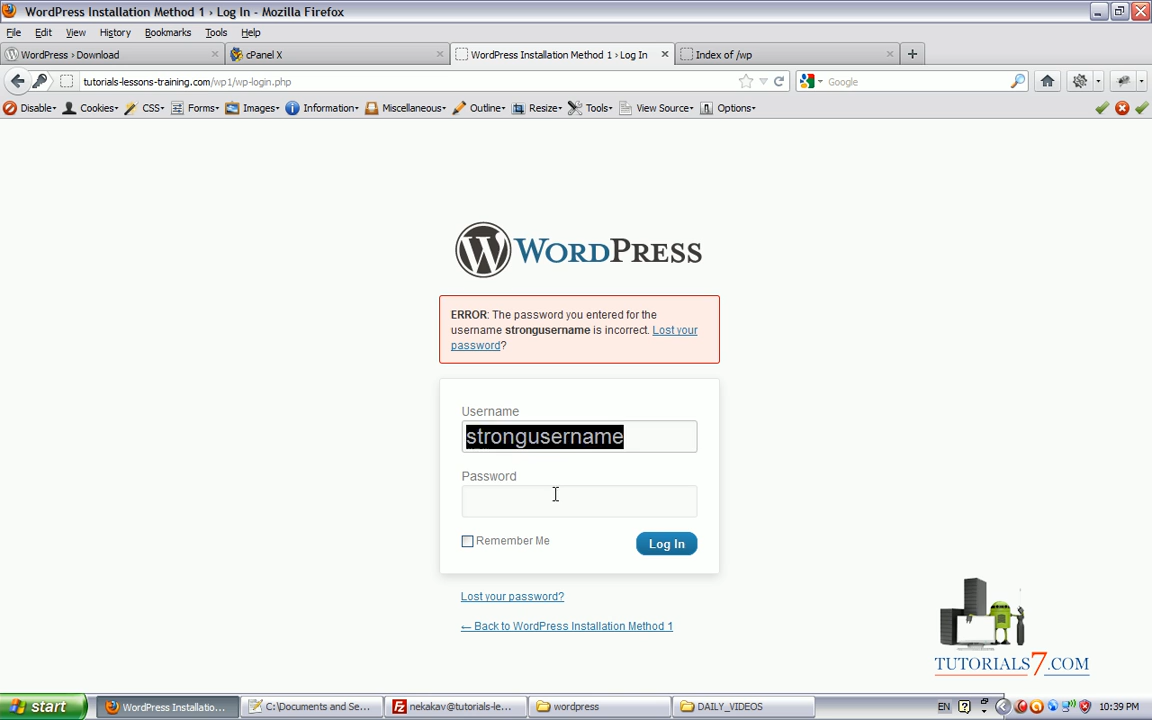 WordPress Installation Method 1 › Log In - Mozilla Firefox
File Edit View History Bookmarks Tools Help
WordPress › Download
cPanel X
WordPress Installation Method 1 › Log In
Index of /wp
tutorials-lessons-training.com/wp1/wp-login.php
Google
Disable
Cookies
CSS
Forms
Images
Information
Miscellaneous
Outline
Resize
Tools
View Source
Options
WORDPRESS
ERROR: The password you entered for the
username strongusername is incorrect. Lost your
password?
Username
strongusername
Password
Remember Me
Log In
Lost your password?
← Back to WordPress Installation Method 1
TUTORIALS7.COM
start
WordPress Installatio...
C:\Documents and Se...
nekakav@tutorials-le...
wordpress
DAILY_VIDEOS
EN
10:39 PM